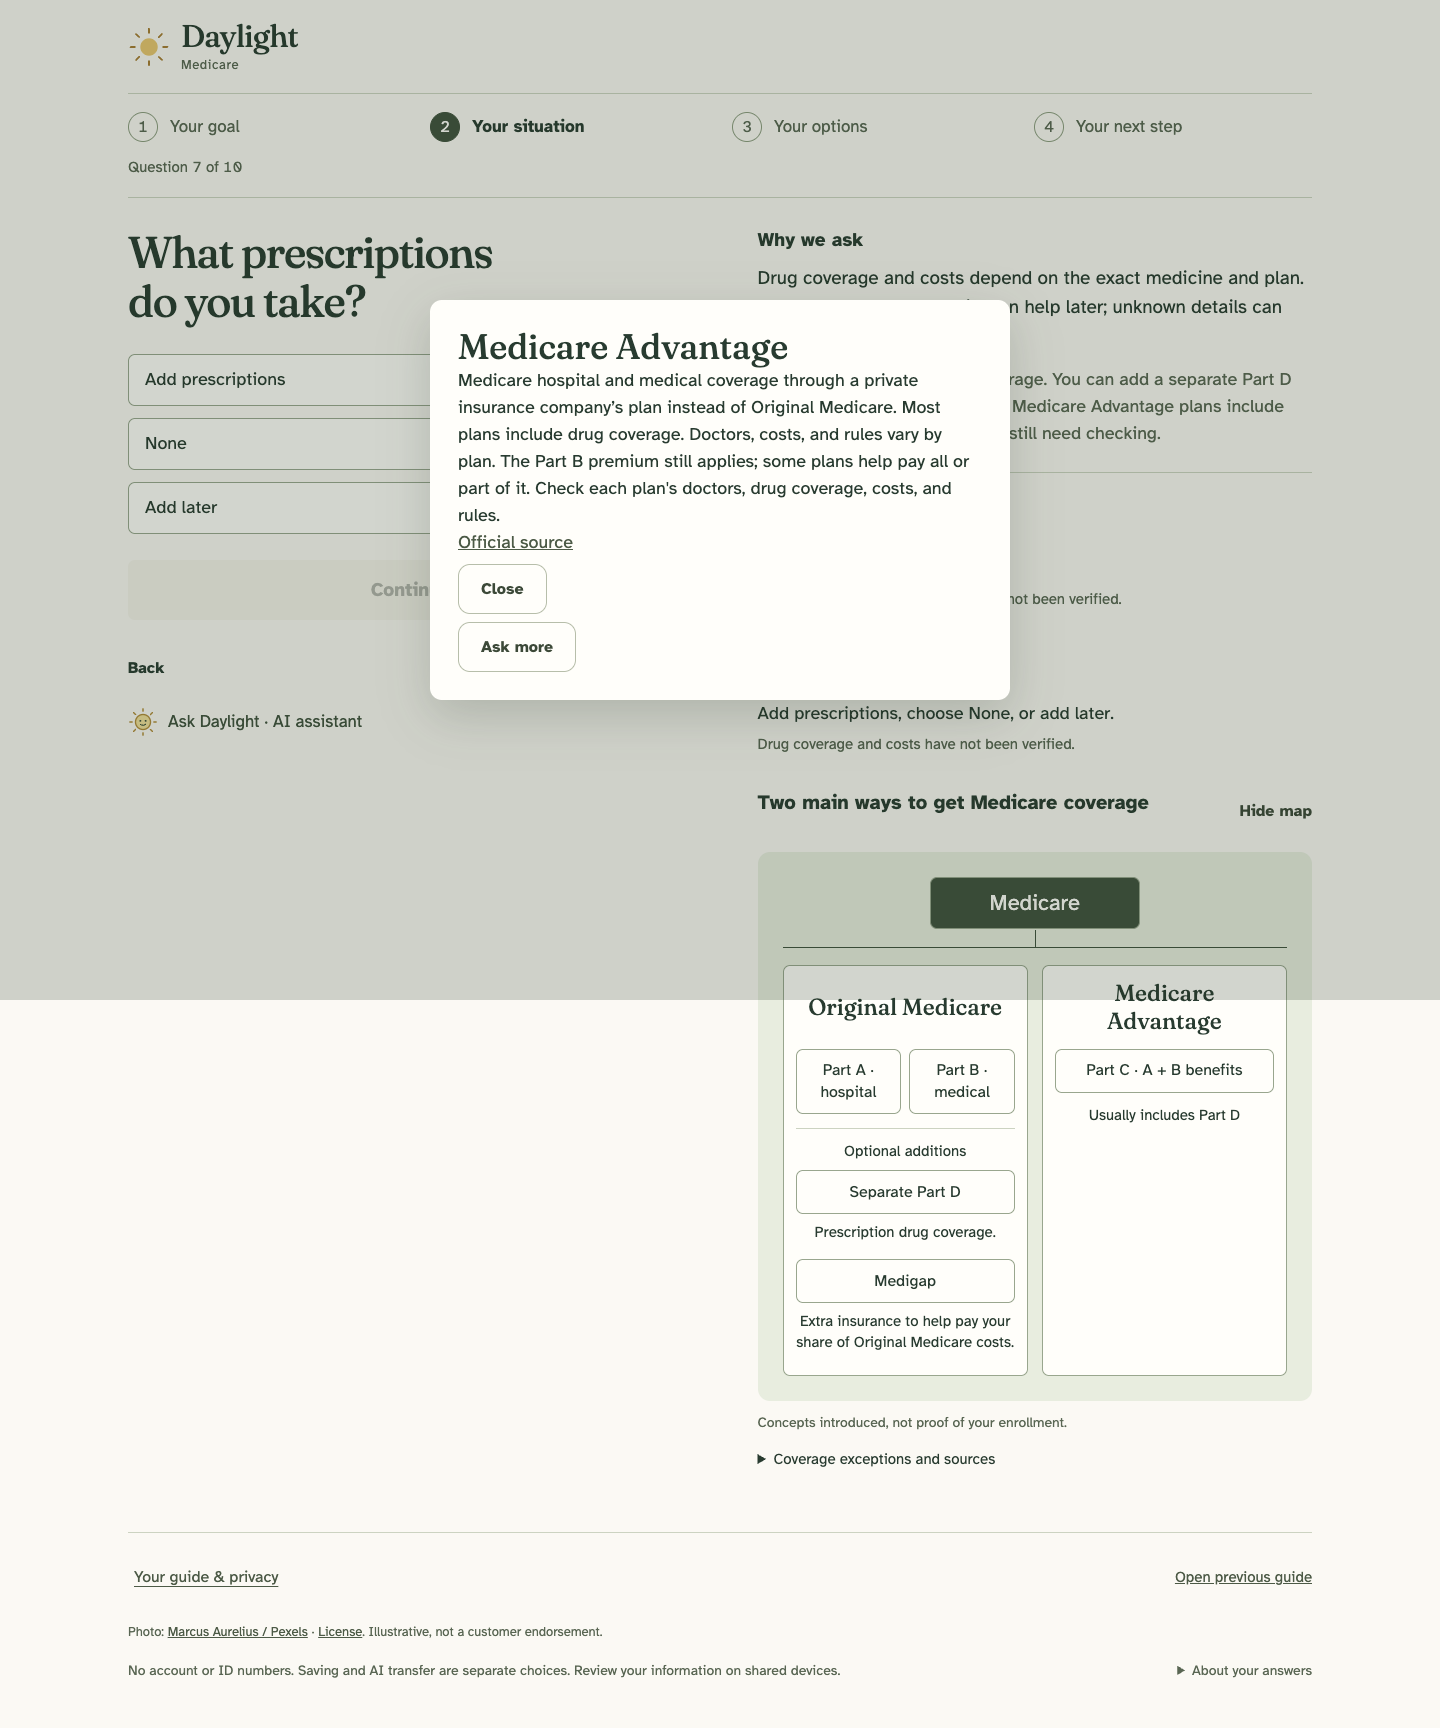 Daylight
Medicare
1 Your goal
2 Your situation
3 Your options
4 Your next step
Question 7 of 10
What prescriptions
do you take?
Add prescriptions
None
Add later
Back
Ask Daylight · AI assistant
Why we ask
Drug coverage and costs depend on the exact medicine and plan.
help later; unknown details can
You can add a separate Part D
Medicare Advantage plans include
still need checking.
not been verified.
Medicare Advantage
Medicare hospital and medical coverage through a private
insurance company’s plan instead of Original Medicare. Most
plans include drug coverage. Doctors, costs, and rules vary by
plan. The Part B premium still applies; some plans help pay all or
part of it. Check each plan's doctors, drug coverage, costs, and
rules.
Official source
Close
Ask more
Add prescriptions, choose None, or add later.
Drug coverage and costs have not been verified.
Two main ways to get Medicare coverage
Hide map
Medicare
Original Medicare
Part A ·
hospital
Part B ·
medical
Optional additions
Separate Part D
Prescription drug coverage.
Medigap
Extra insurance to help pay your
share of Original Medicare costs.
Medicare
Advantage
Part C · A + B benefits
Usually includes Part D
Concepts introduced, not proof of your enrollment.
▶ Coverage exceptions and sources
Your guide & privacy
Open previous guide
Photo: Marcus Aurelius / Pexels · License. Illustrative, not a customer endorsement.
No account or ID numbers. Saving and AI transfer are separate choices. Review your information on shared devices.
▶ About your answers